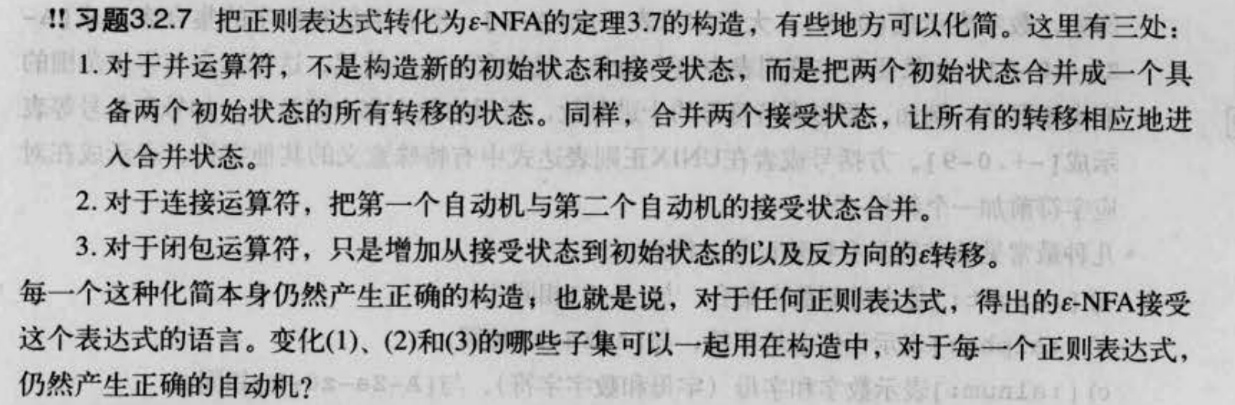 !! 习题3.2.7 把正则表达式转化为ε-NFA的定理3.7的构造，有些地方可以化简。这里有三处：
1. 对于并运算符，不是构造新的初始状态和接受状态，而是把两个初始状态合并成一个具
备两个初始状态的所有转移的状态。同样，合并两个接受状态，让所有的转移相应地进
入合并状态。
2. 对于连接运算符，把第一个自动机与第二个自动机的接受状态合并。
3. 对于闭包运算符，只是增加从接受状态到初始状态的以及反方向的ε转移。
每一个这种化简本身仍然产生正确的构造；也就是说，对于任何正则表达式，得出的ε-NFA接受
这个表达式的语言。变化(1)、(2)和(3)的哪些子集可以一起用在构造中，对于每一个正则表达式，
仍然产生正确的自动机？